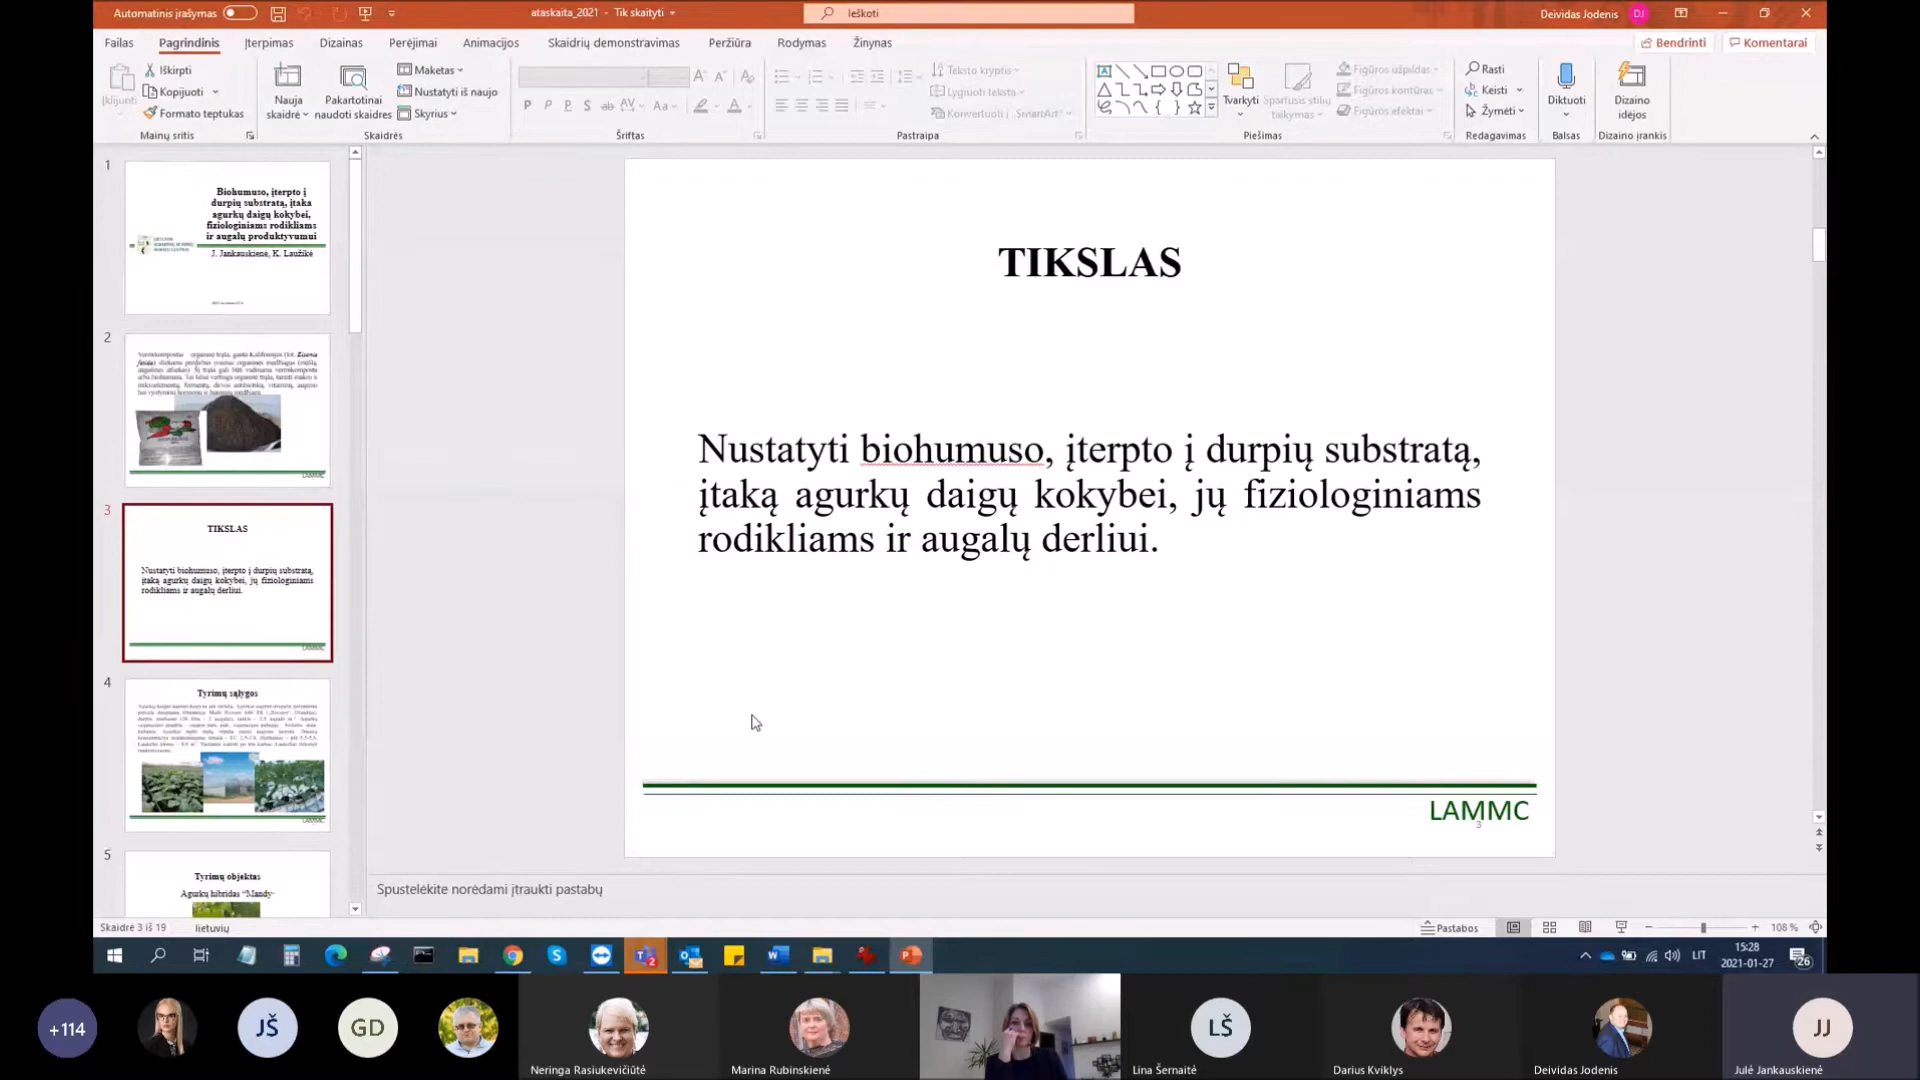 Automatinis įrašymas
ataskaita_2021 - Tik skaityti
Ieškoti
Deividas Jodenis
DJ
Failas
Pagrindinis
Įterpimas
Dizainas
Perėjimai
Animacijos
Skaidrių demonstravimas
Peržiūra
Rodymas
Žinynas
Bendrinti
Komentarai
Įklijuoti
Iškirpti
Kopijuoti
Formato teptukas
Mainų sritis
Nauja
skaidrė
Pakartotinai
naudoti skaidres
Maketas
Nustatyti iš naujo
Skyrius
Skaidrės
Šriftas
Teksto kryptis
Lygiuoti tekstą
Konvertuoti į „SmartArt“
Pastraipa
Tvarkyti
Spartusis stilių
taikymas
Figūros užpildas
Figūros kontūras
Figūros efektai
Piešimas
Rasti
Keisti
Žymėti
Redagavimas
Diktuoti
Balsas
Dizaino
idėjos
Dizaino įrankis
1
Biohumuso, įterpto į
durpių substratą, įtaka
agurkų daigų kokybei,
fiziologiniams rodikliams
ir augalų produktyvumui
J. Jankauskienė, K. Laužikė
2
LAMMC
3
TIKSLAS
Nustatyti biohumuso, įterpto į durpių substratą,
įtaką agurkų daigų kokybei, jų fiziologiniams
rodikliams ir augalų derliui.
LAMMC
4
Tyrimų sąlygos
LAMMC
5
Tyrimų objektas
Agurkų hibridas "Mandy"
TIKSLAS
Nustatyti biohumuso, įterpto į durpių substratą,
įtaką agurkų daigų kokybei, jų fiziologiniams
rodikliams ir augalų derliui.
LAMMC
3
Spustelėkite norėdami įtraukti pastabų
Skaidrė 3 iš 19
lietuvių
Pastabos
108 %
LIT
15:28
2021-01-27
26
+114
JŠ
GD
Neringa Rasiukevičiūtė
Marina Rubinskienė
LŠ
Lina Šernaitė
Darius Kviklys
Deividas Jodenis
JJ
Julė Jankauskienė